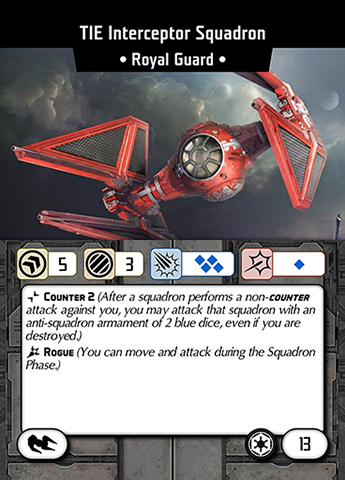 TIE Interceptor Squadron
• Royal Guard •
5 3
COUNTER 2 (After a squadron performs a non-COUNTER
attack against you, you may attack that squadron with an
anti-squadron armament of 2 blue dice, even if you are
destroyed.)
ROGUE (You can move and attack during the Squadron
Phase.)
13